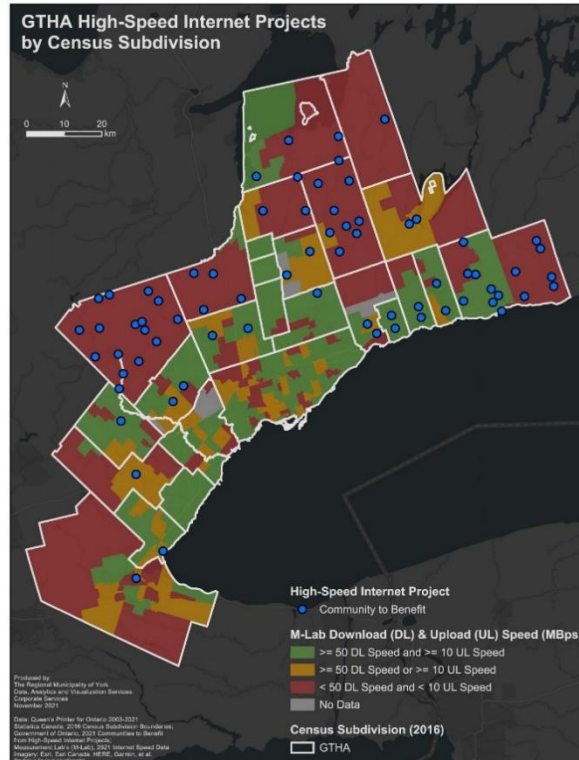 GTHA High-Speed Internet Projects
by Census Subdivision
N
0 10 20
km
High-Speed Internet Project
Community to Benefit
M-Lab Download (DL) & Upload (UL) Speed (MBps
>= 50 DL Speed and >= 10 UL Speed
>= 50 DL Speed or >= 10 UL Speed
< 50 DL Speed and < 10 UL Speed
No Data
Census Subdivision (2016)
GTHA
Produced by:
The Regional Municipality of York
Data, Analytics and Visualization Services
Corporate Services
November 2021
Data: Queen's Printer for Ontario 2003-2021
Statistics Canada, 2016 Census Subdivision Boundaries;
Government of Ontario, 2021 Communities to Benefit
from High-Speed Internet Projects;
Measurement Lab's (M-Lab), 2021 Internet Speed Data
Imagery: Esri, Esri Canada, HERE, Garmin, et al.